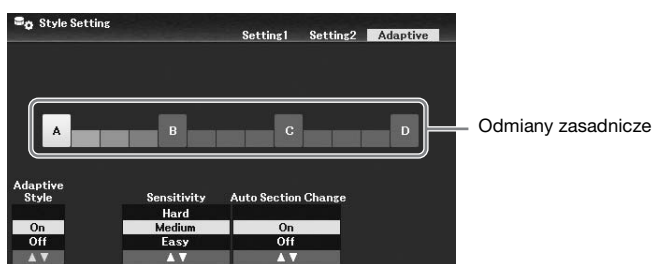 Style Setting
Setting1 Setting2 Adaptive
A B C D
Odmiany zasadnicze
Adaptive
Style Sensitivity Auto Section Change
Hard
On Medium On
Off Easy Off